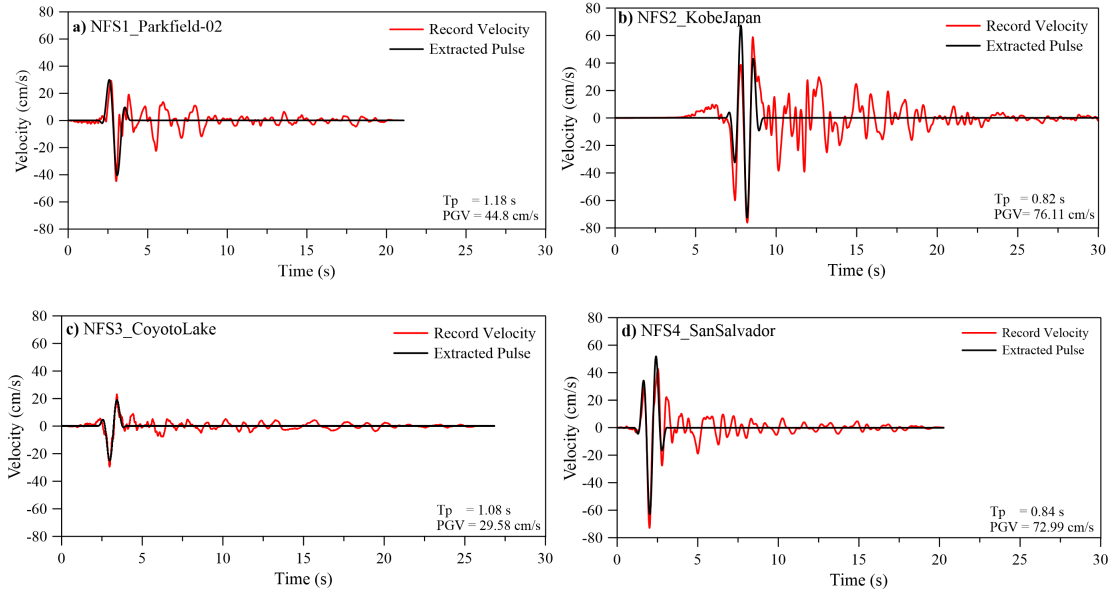 a) NFS1_Parkfield-02
Record Velocity
Extracted Pulse
Velocity (cm/s)
80
60
40
20
0
-20
-40
-60
-80
Tp = 1.18 s
PGV = 44.8 cm/s
0 5 10 15 20 25 30
Time (s)
b) NFS2_KobeJapan
Record Velocity
Extracted Pulse
Velocity (cm/s)
80
60
40
20
0
-20
-40
-60
-80
Tp = 0.82 s
PGV= 76.11 cm/s
0 5 10 15 20 25 30
Time (s)
c) NFS3_CoyotoLake
Record Velocity
Extracted Pulse
Velocity (cm/s)
80
60
40
20
0
-20
-40
-60
-80
Tp = 1.08 s
PGV = 29.58 cm/s
0 5 10 15 20 25 30
Time (s)
d) NFS4_SanSalvador
Record Velocity
Extracted Pulse
Velocity (cm/s)
80
60
40
20
0
-20
-40
-60
-80
Tp = 0.84 s
PGV = 72.99 cm/s
0 5 10 15 20 25 30
Time (s)